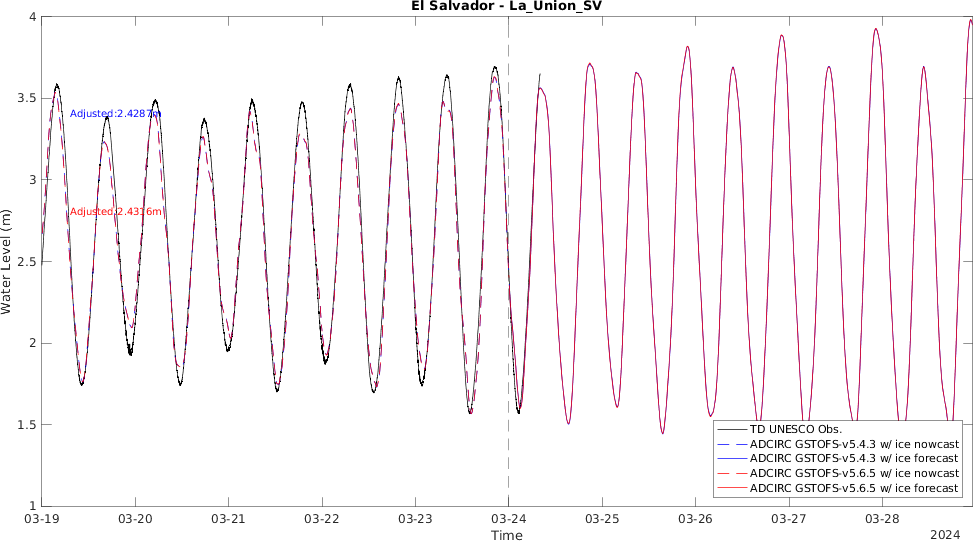 El Salvador - La_Union_SV
4
3.5
3
2.5
2
1.5
1
Water Level (m)
Adjusted:2.4287m
Adjusted:2.4316m
TD UNESCO Obs.
ADCIRC GSTOFS-v5.4.3 w/ ice nowcast
ADCIRC GSTOFS-v5.4.3 w/ ice forecast
ADCIRC GSTOFS-v5.6.5 w/ ice nowcast
ADCIRC GSTOFS-v5.6.5 w/ ice forecast
03-19 03-20 03-21 03-22 03-23 03-24 03-25 03-26 03-27 03-28
Time
2024